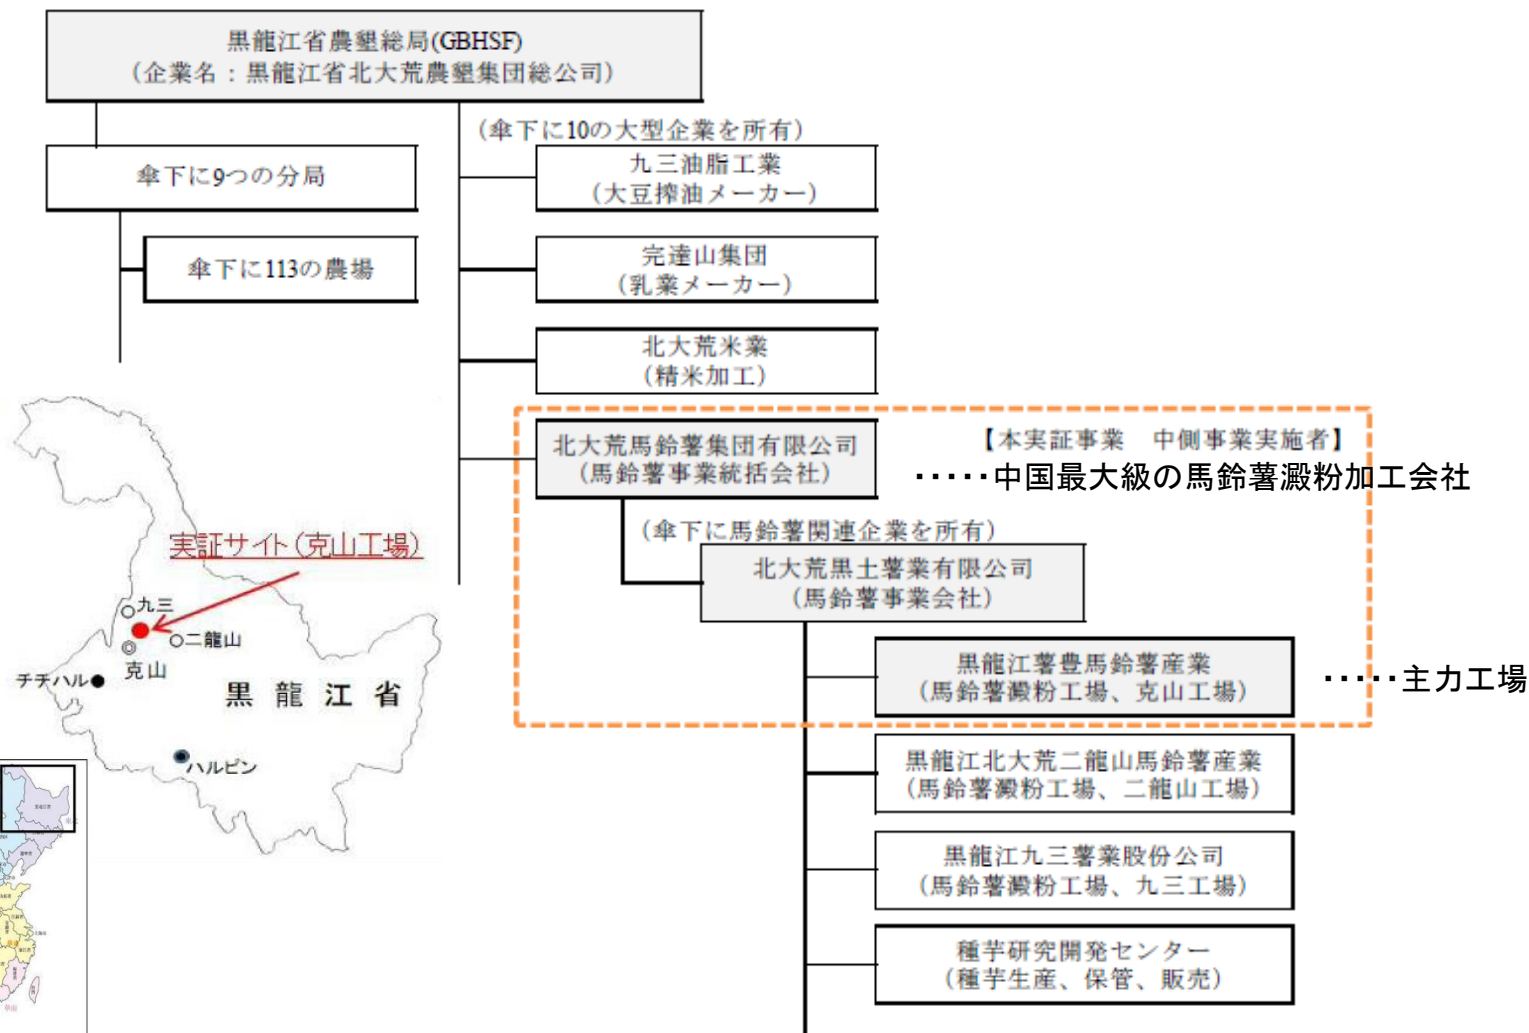 黒龍江省農墾総局(GBHSF)
(企業名：黒龍江省北大荒農墾集団総公司)
(傘下に10の大型企業を所有)
傘下に9つの分局
傘下に113の農場
九三油脂工業
(大豆搾油メーカー)
完達山集団
(乳業メーカー)
北大荒米業
(精米加工)
北大荒馬鈴薯集団有限公司
(馬鈴薯事業統括会社)
【本実証事業　中側事業実施者】
・・・・・中国最大級の馬鈴薯澱粉加工会社
(傘下に馬鈴薯関連企業を所有)
北大荒黒土薯業有限公司
(馬鈴薯事業会社)
黒龍江薯豊馬鈴薯産業
(馬鈴薯澱粉工場、克山工場)
・・・・・主力工場
黒龍江北大荒二龍山馬鈴薯産業
(馬鈴薯澱粉工場、二龍山工場)
黒龍江九三薯業股份公司
(馬鈴薯澱粉工場、九三工場)
種芋研究開発センター
(種芋生産、保管、販売)
実証サイト(克山工場)
九三
二龍山
克山
チチハル
黒龍江省
ハルビン